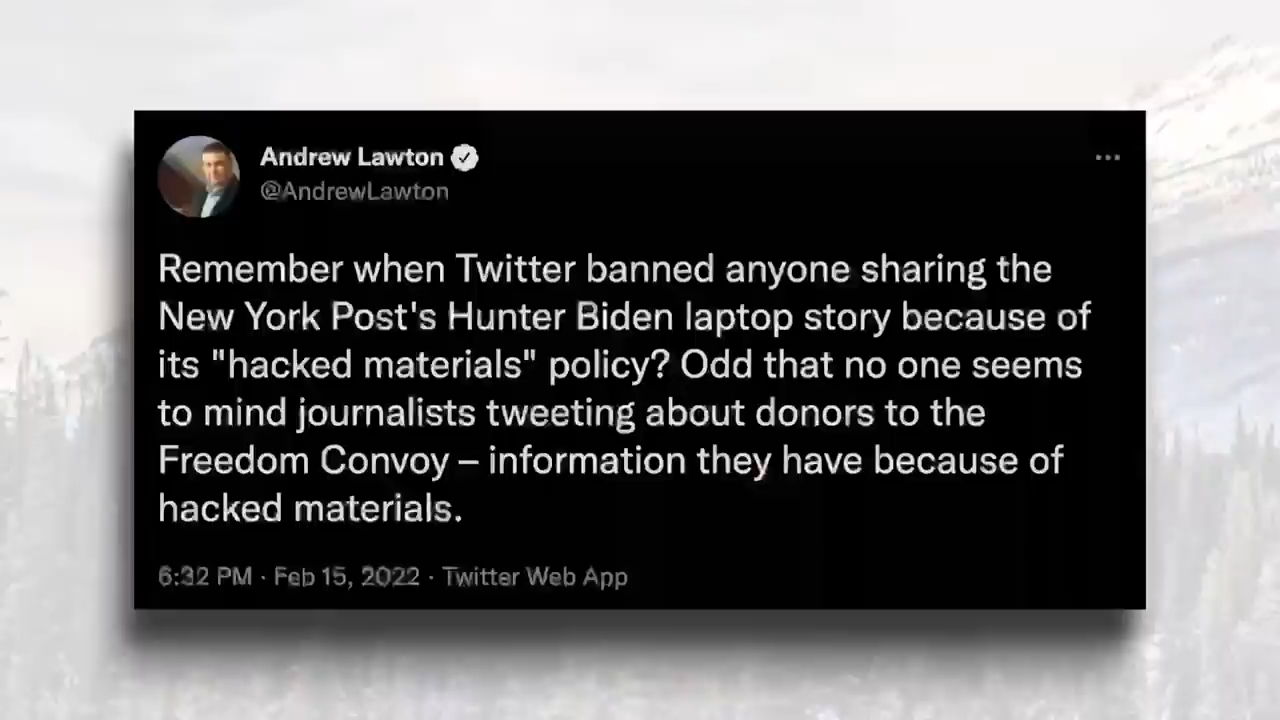 Andrew Lawton
@AndrewLawton
Remember when Twitter banned anyone sharing the
New York Post's Hunter Biden laptop story because of
its "hacked materials" policy? Odd that no one seems
to mind journalists tweeting about donors to the
Freedom Convoy – information they have because of
hacked materials.
6:32 PM · Feb 15, 2022 · Twitter Web App